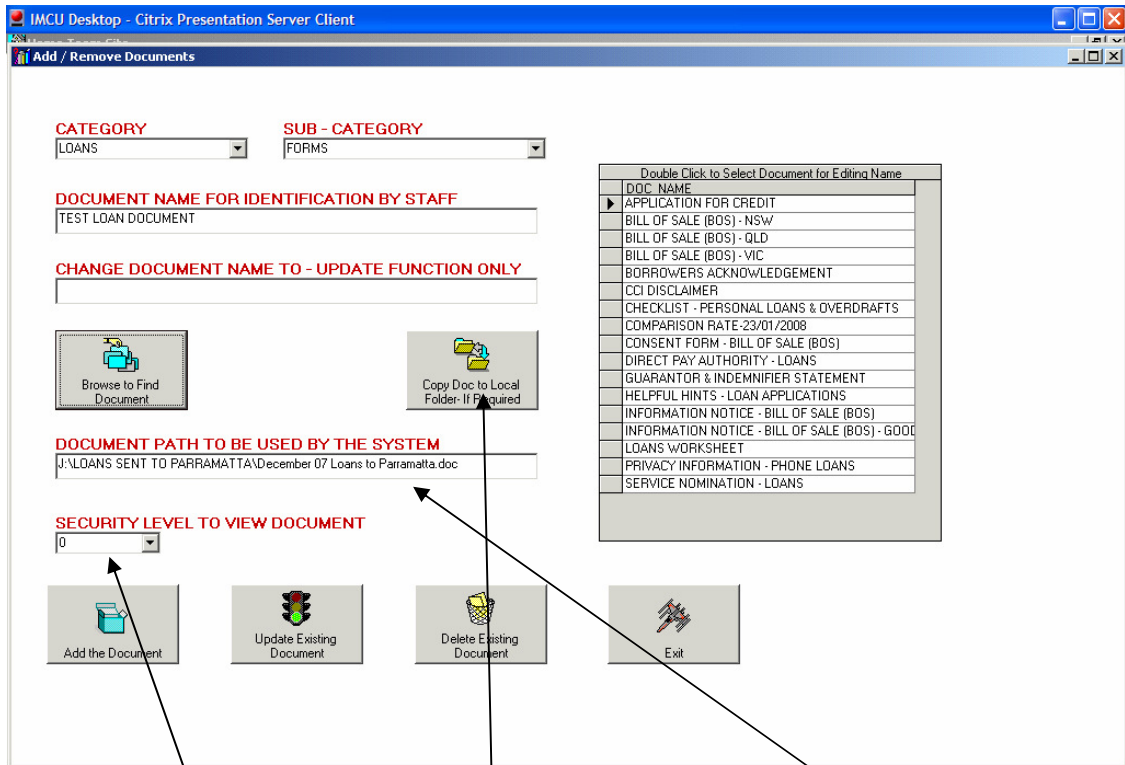 IMCU Desktop - Citrix Presentation Server Client
Add / Remove Documents
CATEGORY
SUB - CATEGORY
LOANS
FORMS
DOCUMENT NAME FOR IDENTIFICATION BY STAFF
TEST LOAN DOCUMENT
CHANGE DOCUMENT NAME TO - UPDATE FUNCTION ONLY
Browse to Find
Document
Copy Doc to Local
Folder- If Required
DOCUMENT PATH TO BE USED BY THE SYSTEM
J:\LOANS SENT TO PARRAMATTA\December 07 Loans to Parramatta.doc
SECURITY LEVEL TO VIEW DOCUMENT
0
Add the Document
Update Existing
Document
Delete Existing
Document
Exit
Double Click to Select Document for Editing Name
DOC_NAME
APPLICATION FOR CREDIT
BILL OF SALE (BOS) - NSW
BILL OF SALE (BOS) - QLD
BILL OF SALE (BOS) - VIC
BORROWERS ACKNOWLEDGEMENT
CCI DISCLAIMER
CHECKLIST - PERSONAL LOANS & OVERDRAFTS
COMPARISON RATE-23/01/2008
CONSENT FORM - BILL OF SALE (BOS)
DIRECT PAY AUTHORITY - LOANS
GUARANTOR & INDEMNIFIER STATEMENT
HELPFUL HINTS - LOAN APPLICATIONS
INFORMATION NOTICE - BILL OF SALE (BOS)
INFORMATION NOTICE - BILL OF SALE (BOS) - GOOD
LOANS WORKSHEET
PRIVACY INFORMATION - PHONE LOANS
SERVICE NOMINATION - LOANS